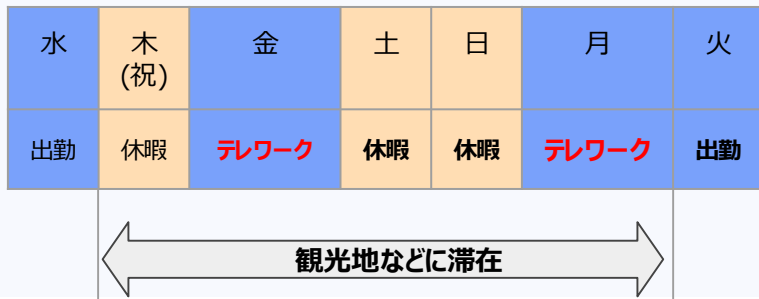 水 木 金 土 日 月 火
(祝)
出勤 休暇 テレワーク 休暇 休暇 テレワーク 出勤
観光地などに滞在